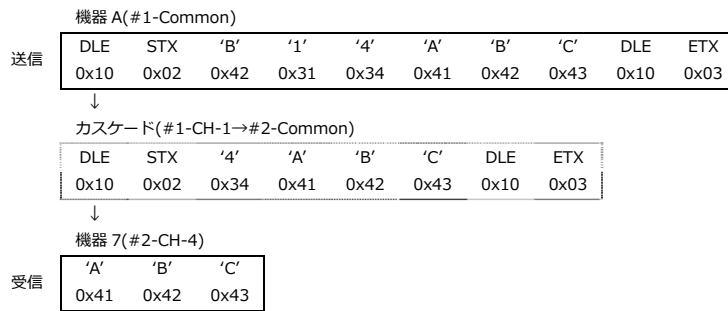 機器 A(#1-Common)
送信
DLE STX ‘B’ ‘1’ ‘4’ ‘A’ ‘B’ ‘C’ DLE ETX
0x10 0x02 0x42 0x31 0x34 0x41 0x42 0x43 0x10 0x03
↓
カスケード(#1-CH-1→#2-Common)
DLE STX ‘4’ ‘A’ ‘B’ ‘C’ DLE ETX
0x10 0x02 0x34 0x41 0x42 0x43 0x10 0x03
↓
機器 7(#2-CH-4)
受信
‘A’ ‘B’ ‘C’
0x41 0x42 0x43